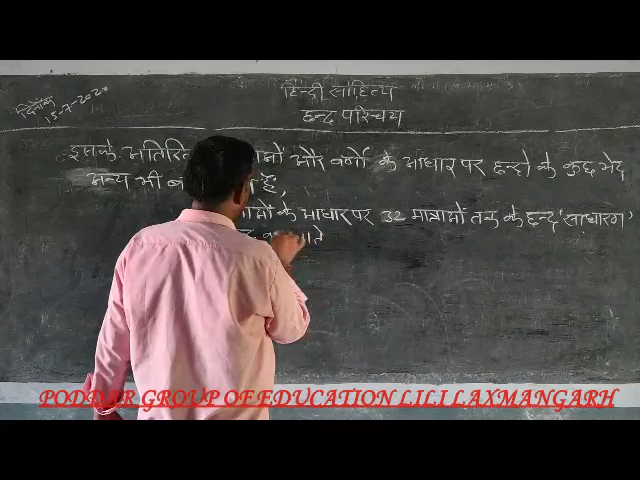 दिनाँक
15-7-2020
हिन्दी साहित्य
छन्द परिचय
इसके अतिरिक्त और वर्णों के आधार पर छन्दों के कुछ भेद
अन्य भी हैं,
के आधार पर 32 मात्राओं तक के छन्द 'साधारण'
PODDAR GROUP OF EDUCATION LILI LAXMANGARH